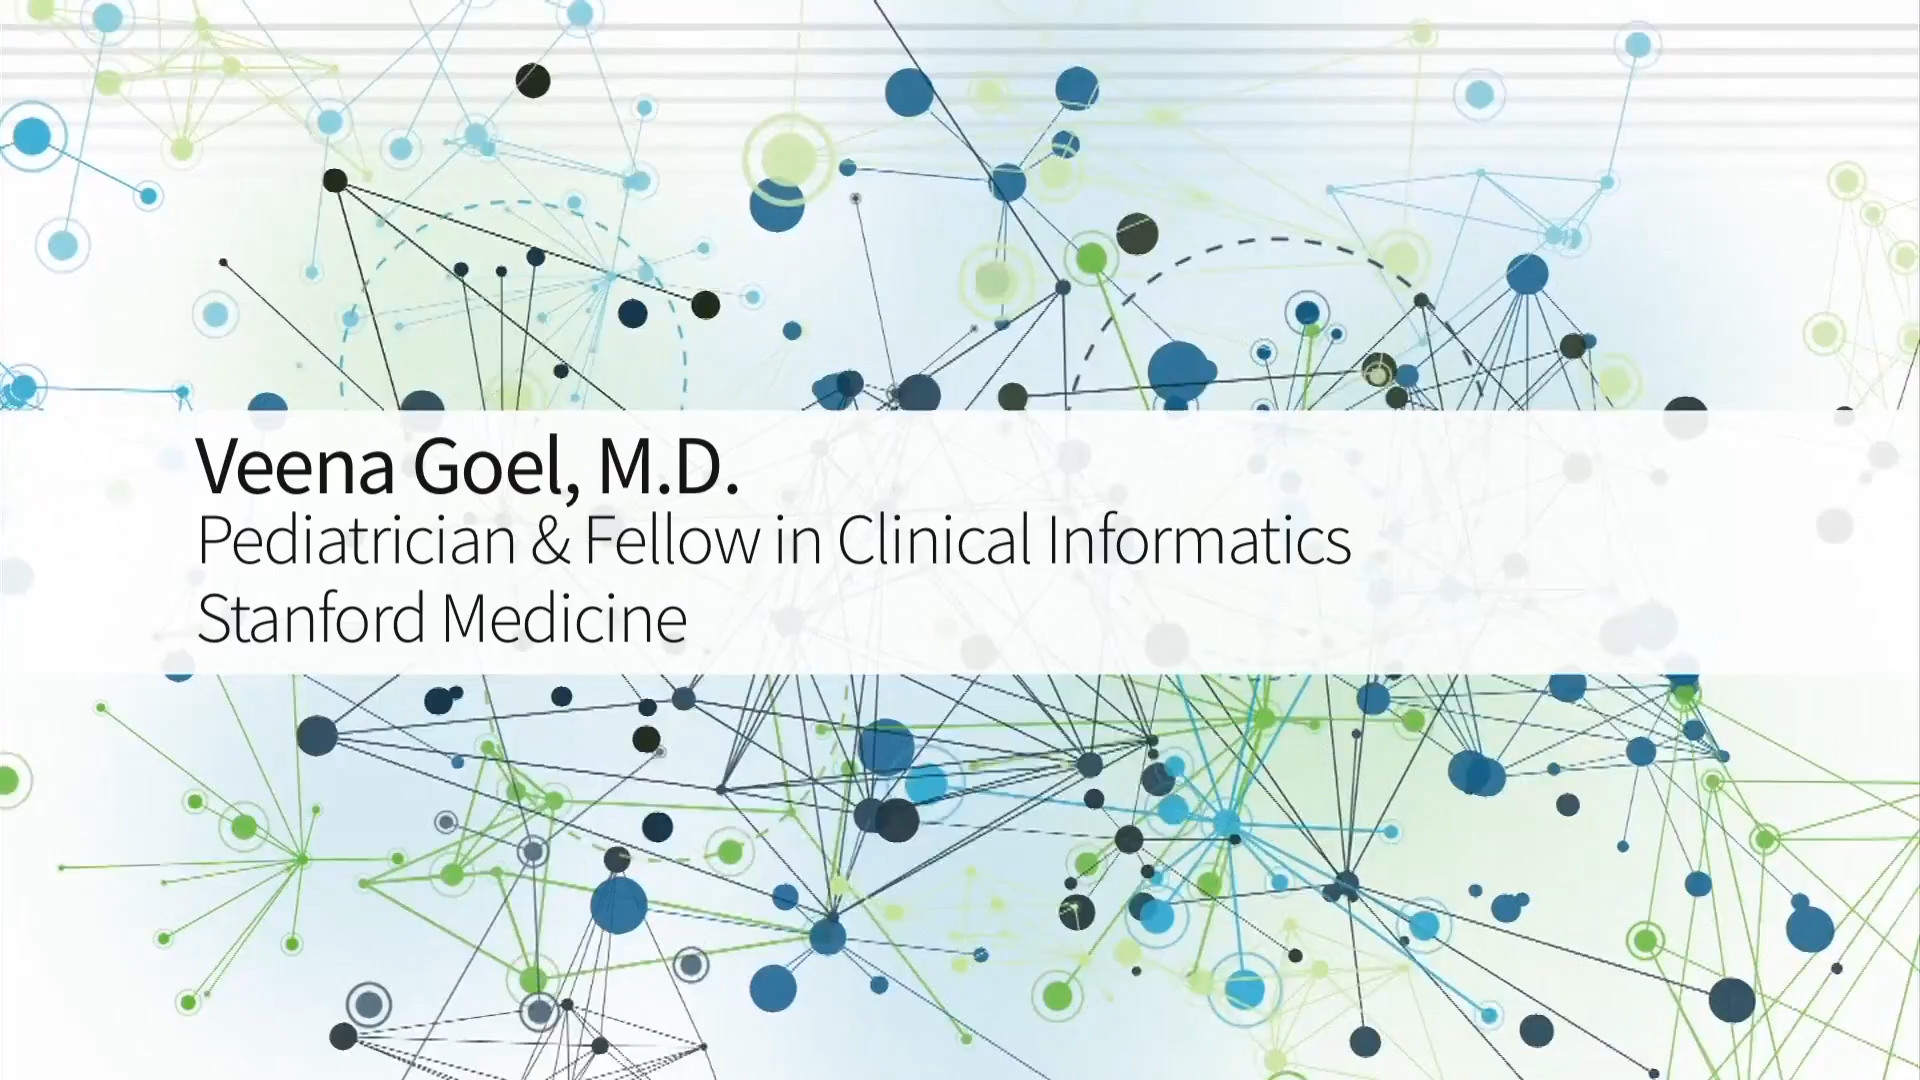 Veena Goel, M.D.
Pediatrician & Fellow in Clinical Informatics
Stanford Medicine